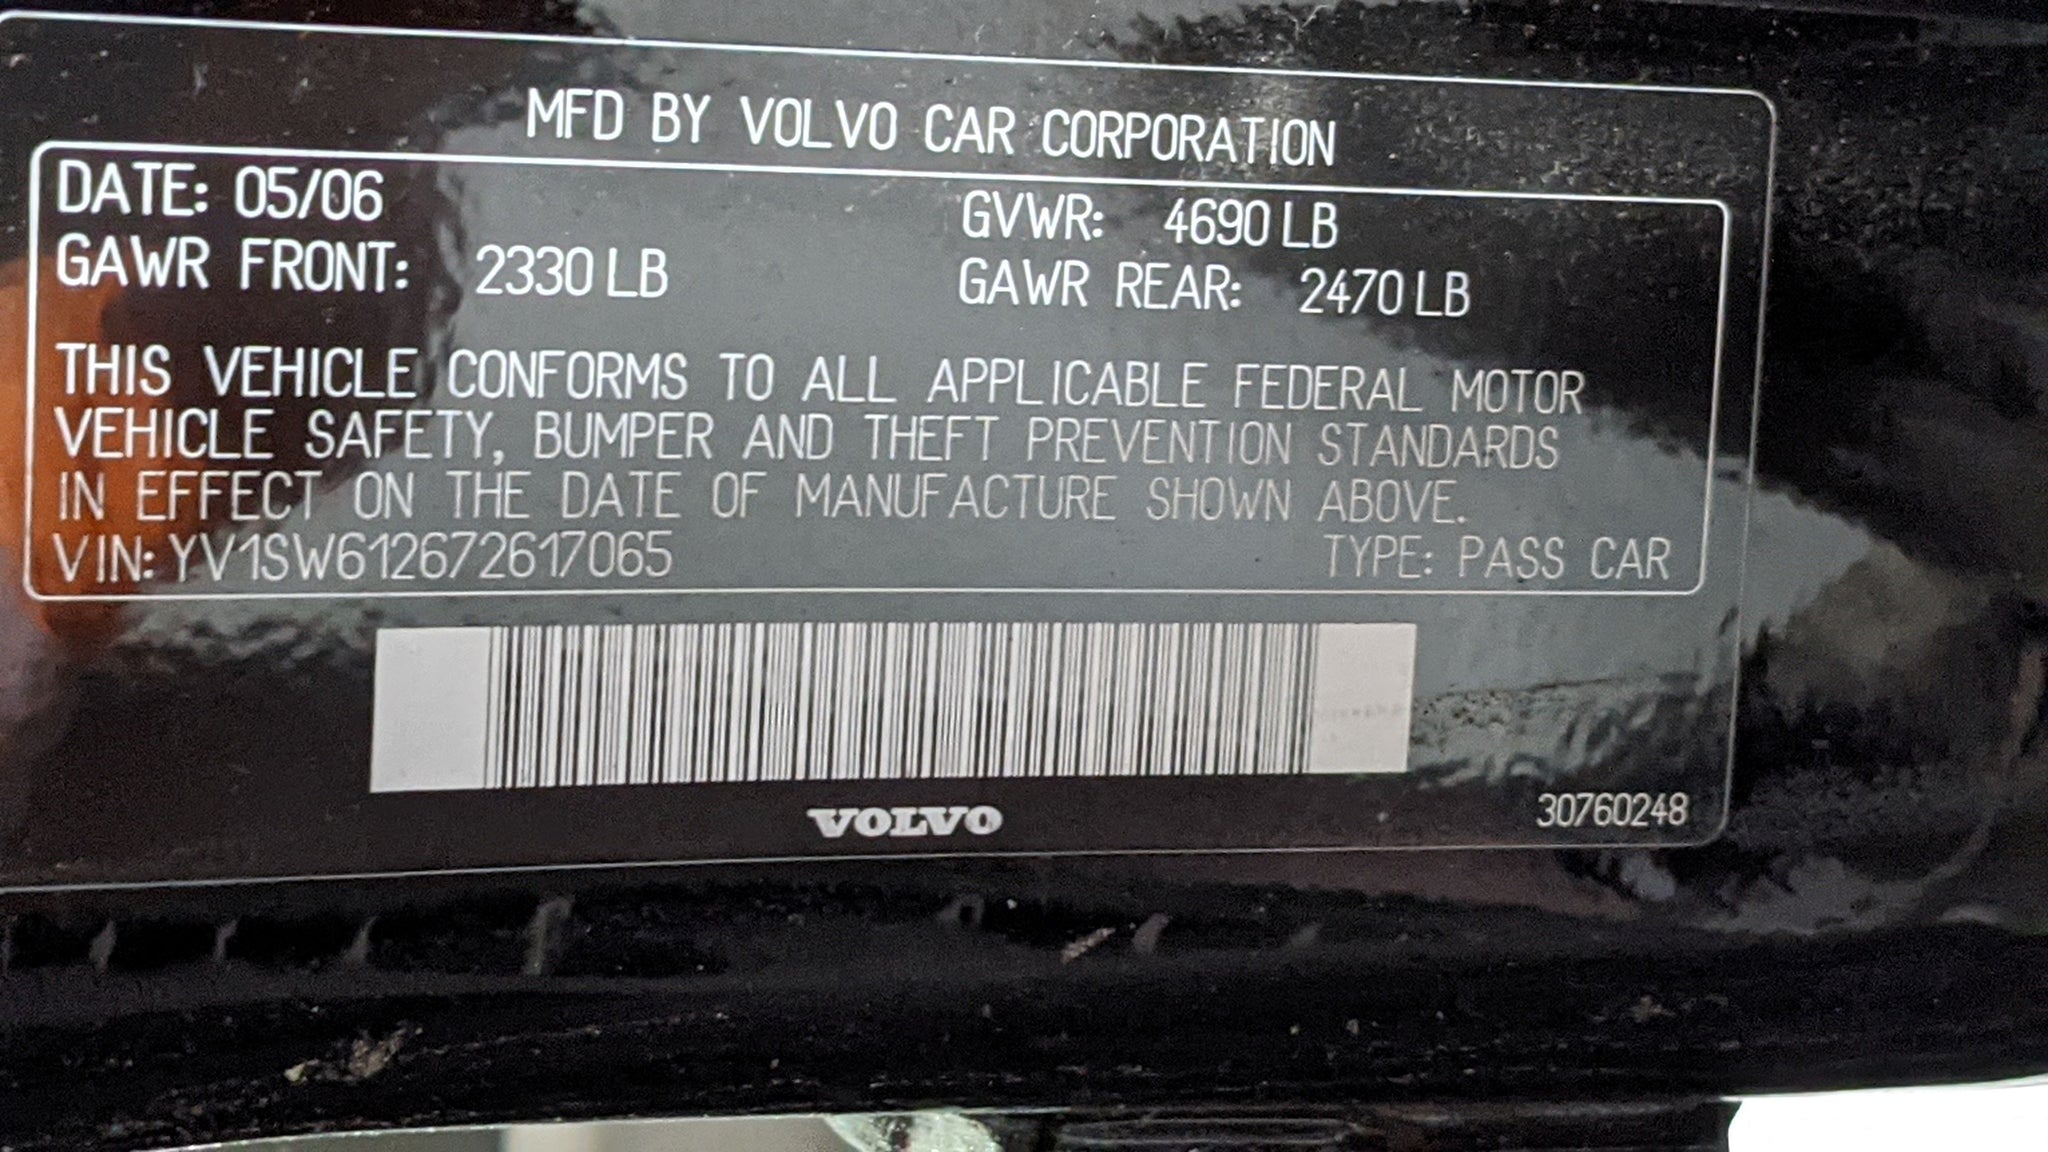 MFD BY VOLVO CAR CORPORATION
DATE: 05/06 GVWR: 4690 LB
GAWR FRONT: 2330 LB GAWR REAR: 2470 LB
THIS VEHICLE CONFORMS TO ALL APPLICABLE FEDERAL MOTOR
VEHICLE SAFETY, BUMPER AND THEFT PREVENTION STANDARDS
IN EFFECT ON THE DATE OF MANUFACTURE SHOWN ABOVE.
VIN: YV1SW612672617065 TYPE: PASS CAR
VOLVO
30760248